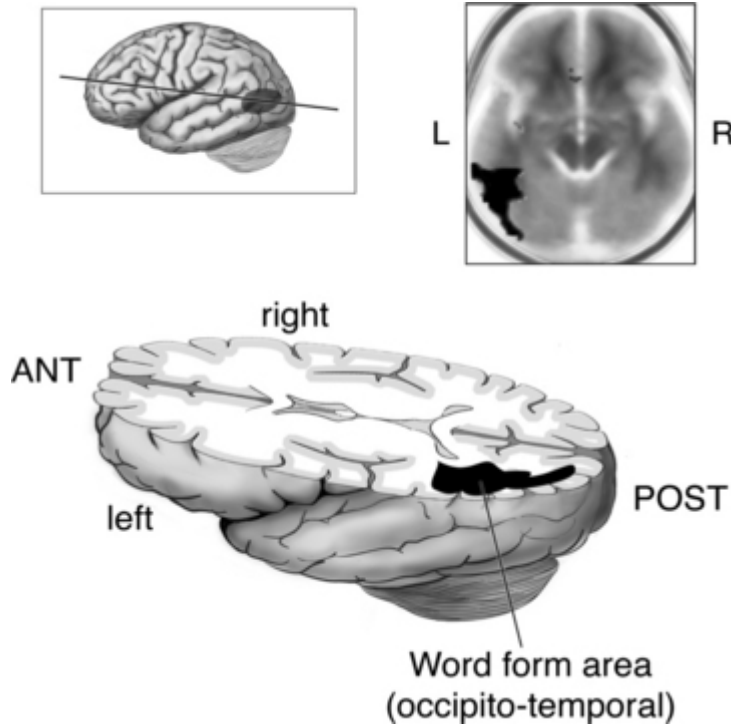 L
R
right
ANT
left
POST
Word form area
(occipito-temporal)